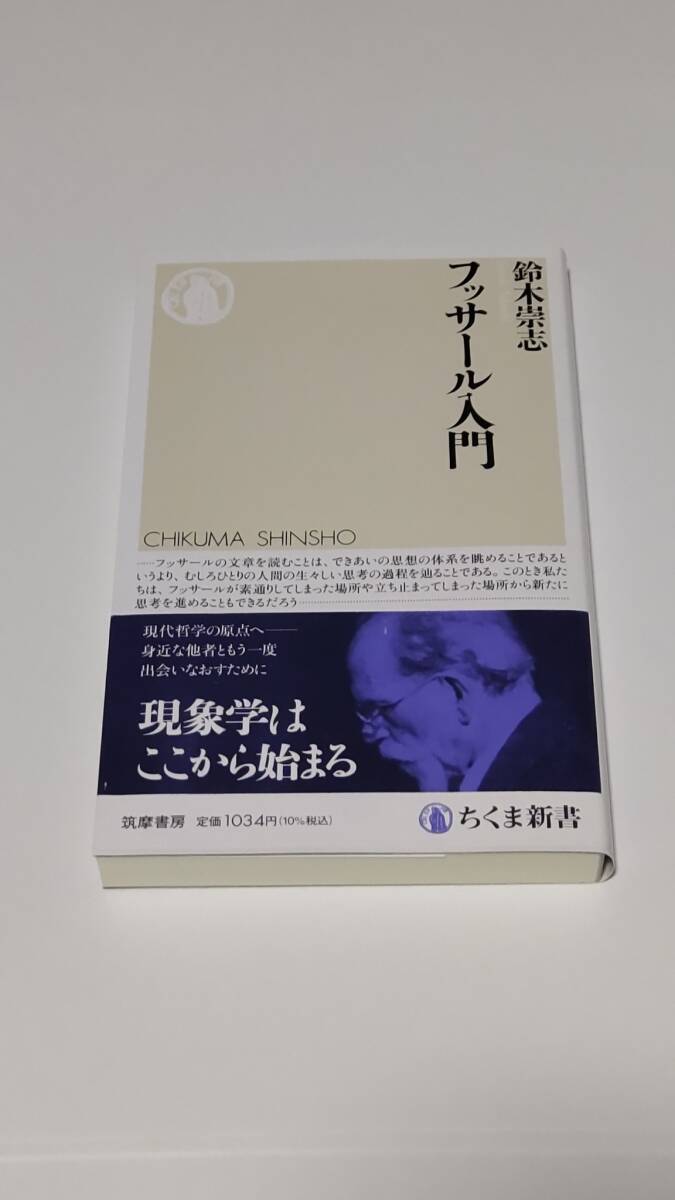 鈴木崇志
フッサール入門
CHIKUMA SHINSHO
……フッサールの文章を読むことは、できあいの思想の体系を眺めることであると
いうより、むしろひとりの人間の生々しい思考の過程を辿ることである。このとき私た
ちは、フッサールが素通りしてしまった場所や立ち止まってしまった場所から新たに
思考を進めることもできるだろう……
現代哲学の原点へ――
身近な他者ともう一度
出会いなおすために
現象学は
ここから始まる
筑摩書房 定価1034円(10%税込)
ちくま新書